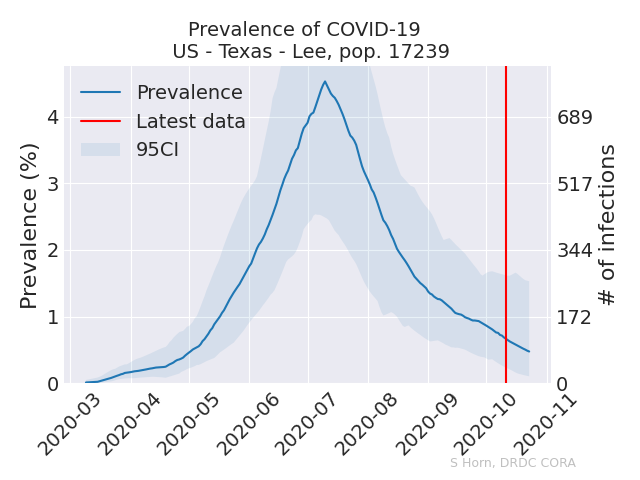 Prevalence of COVID-19
US - Texas - Lee, pop. 17239
Prevalence
Latest data
95CI
Prevalence (%)
4
3
2
1
0
689
517
344
172
0
# of infections
2020-03
2020-04
2020-05
2020-06
2020-07
2020-08
2020-09
2020-10
2020-11
S Horn, DRDC CORA